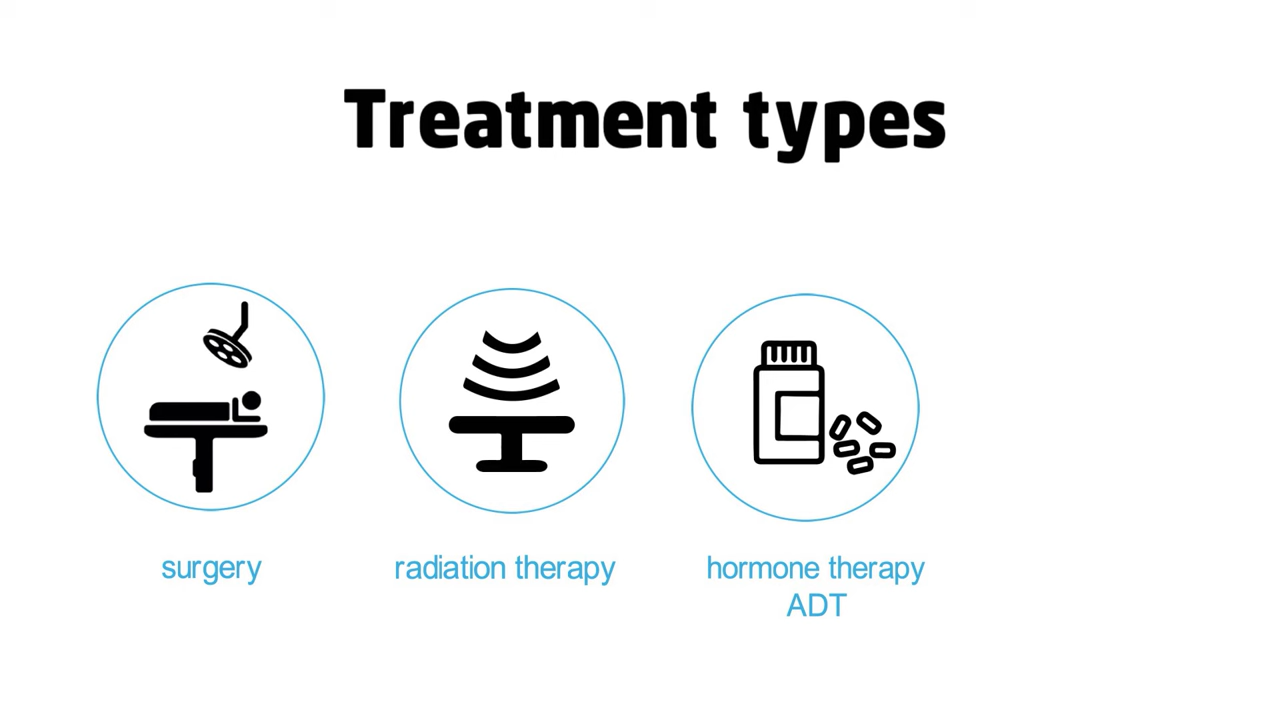 Treatment types
surgery
radiation therapy
hormone therapy
ADT